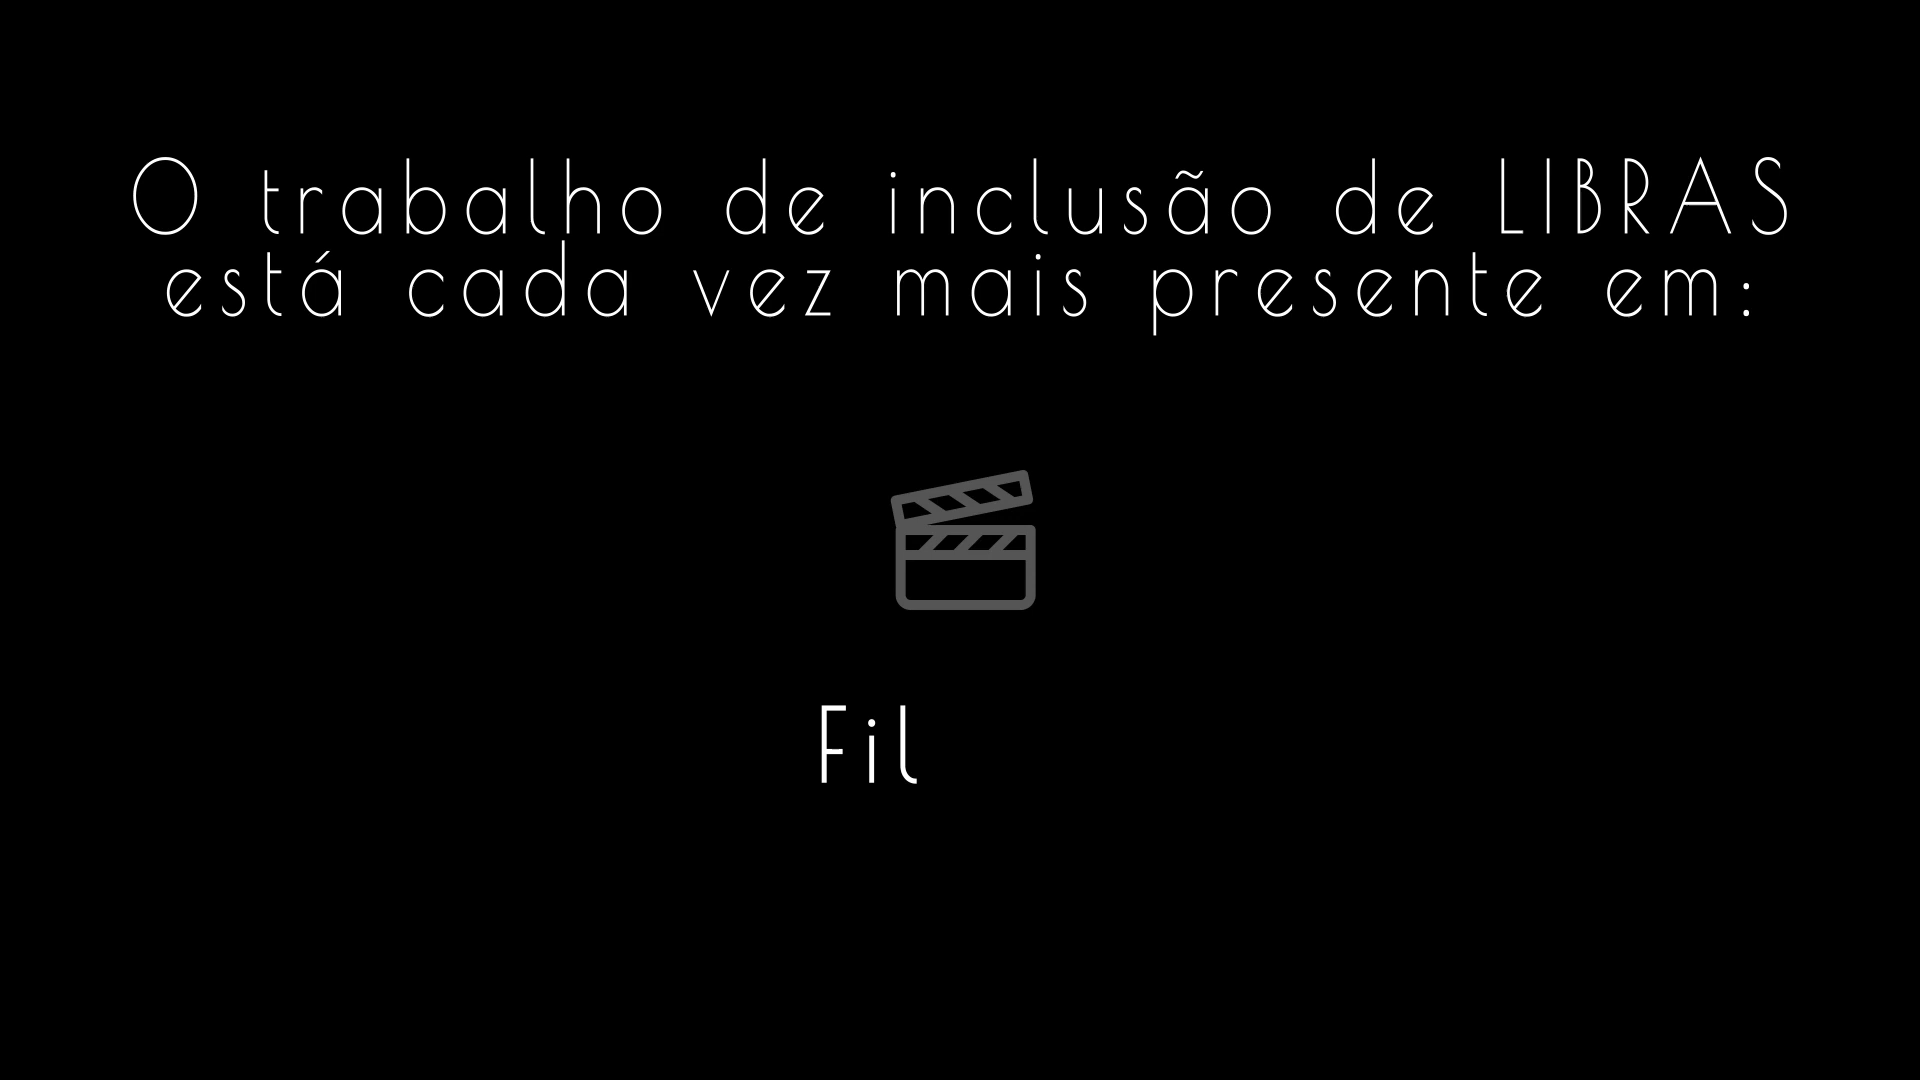 O trabalho de inclusão de LIBRAS
está cada vez mais presente em:
Fil